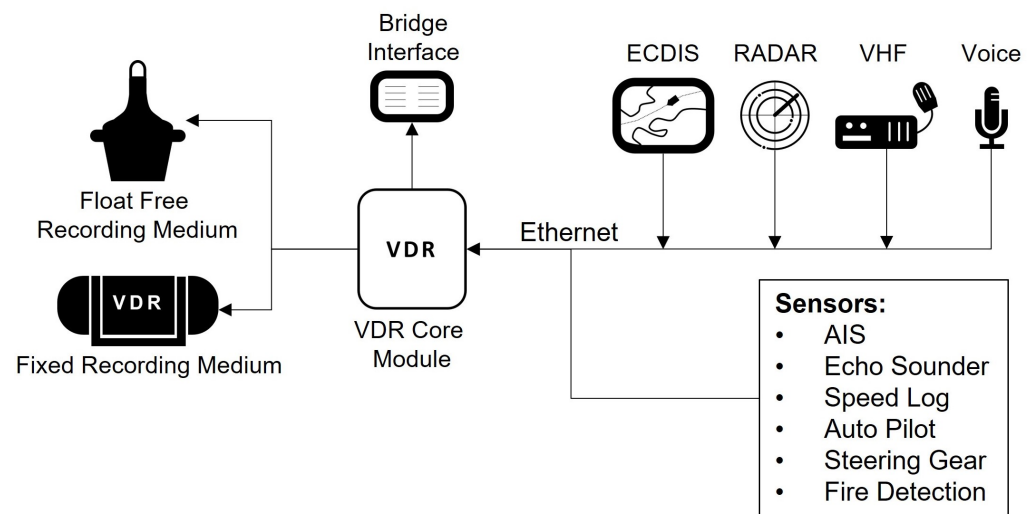 Bridge
Interface
ECDIS
RADAR
VHF
Voice
Float Free
Recording Medium
VDR
Ethernet
VDR
Fixed Recording Medium
VDR Core
Module
Sensors:
• AIS
• Echo Sounder
• Speed Log
• Auto Pilot
• Steering Gear
• Fire Detection